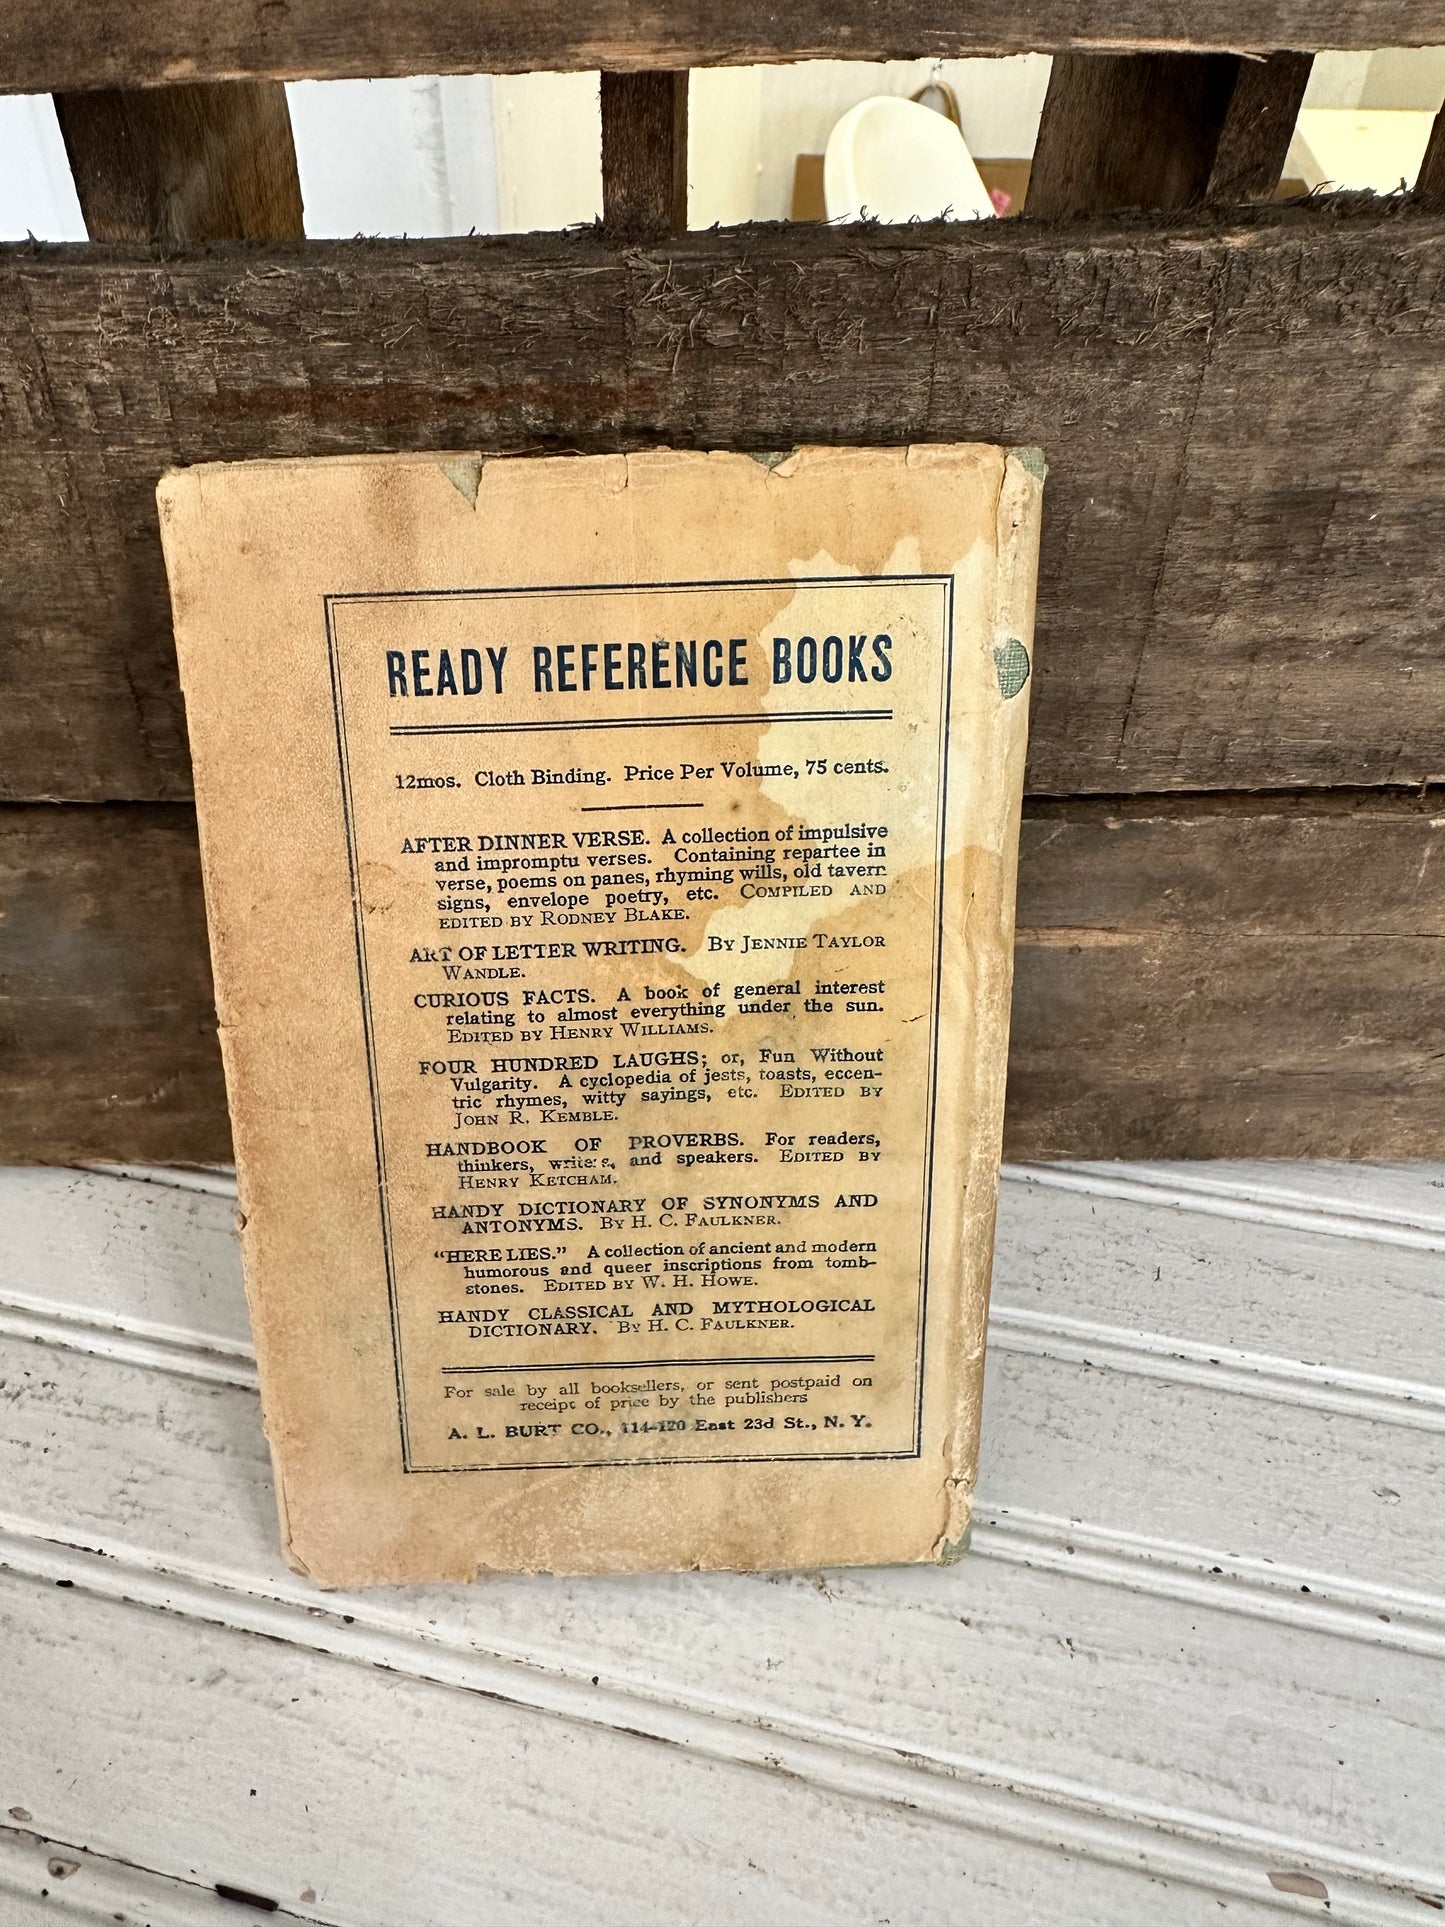 READY REFERENCE BOOKS
12mos. Cloth Binding. Price Per Volume, 75 cents.
AFTER DINNER VERSE. A collection of impulsive
and impromptu verses. Containing repartee in
verse, poems on panes, rhyming wills, old tavern
signs, envelope poetry, etc. COMPILED AND
EDITED BY RODNEY BLAKE.
ART OF LETTER WRITING. BY JENNIE TAYLOR
WANDLE.
CURIOUS FACTS. A book of general interest
relating to almost everything under the sun.
EDITED BY HENRY WILLIAMS.
FOUR HUNDRED LAUGHS; or, Fun Without
Vulgarity. A cyclopedia of jests, toasts, eccen-
tric rhymes, witty sayings, etc. EDITED BY
JOHN R. KEMBLE.
HANDBOOK OF PROVERBS. For readers,
thinkers, writers, and speakers. EDITED BY
HENRY KETCHAM.
HANDY DICTIONARY OF SYNONYMS AND
ANTONYMS. BY H. C. FAULKNER.
"HERE LIES." A collection of ancient and modern
humorous and queer inscriptions from tomb-
stones. EDITED BY W. H. HOWE.
HANDY CLASSICAL AND MYTHOLOGICAL
DICTIONARY. BY H. C. FAULKNER.
For sale by all booksellers, or sent postpaid on
receipt of price by the publishers
A. L. BURT CO., 114-120 East 23d St., N. Y.